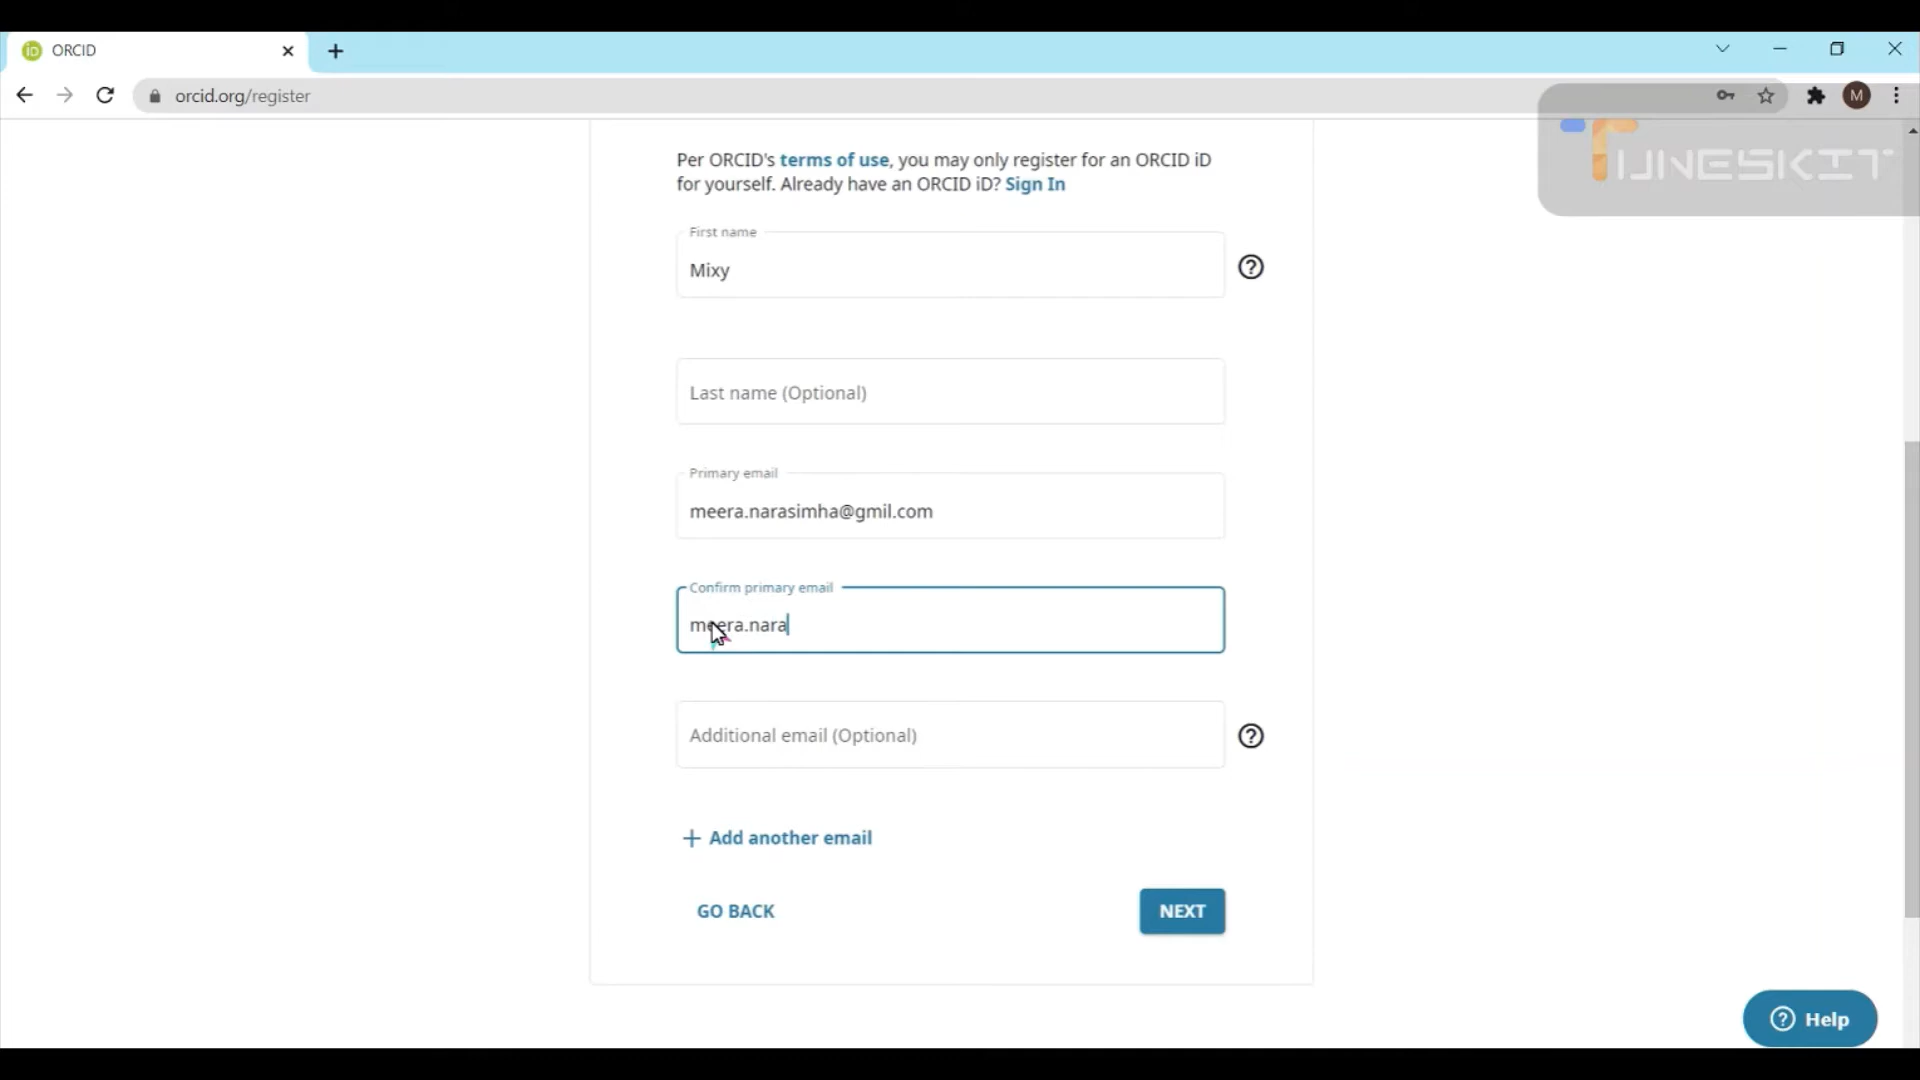 ORCID
orcid.org/register
M
TUNESKIT
Per ORCID's terms of use, you may only register for an ORCID iD
for yourself. Already have an ORCID iD? Sign In
First name
Mixy
Last name (Optional)
Primary email
meera.narasimha@gmil.com
Confirm primary email
meera.nara
Additional email (Optional)
+ Add another email
GO BACK
NEXT
Help